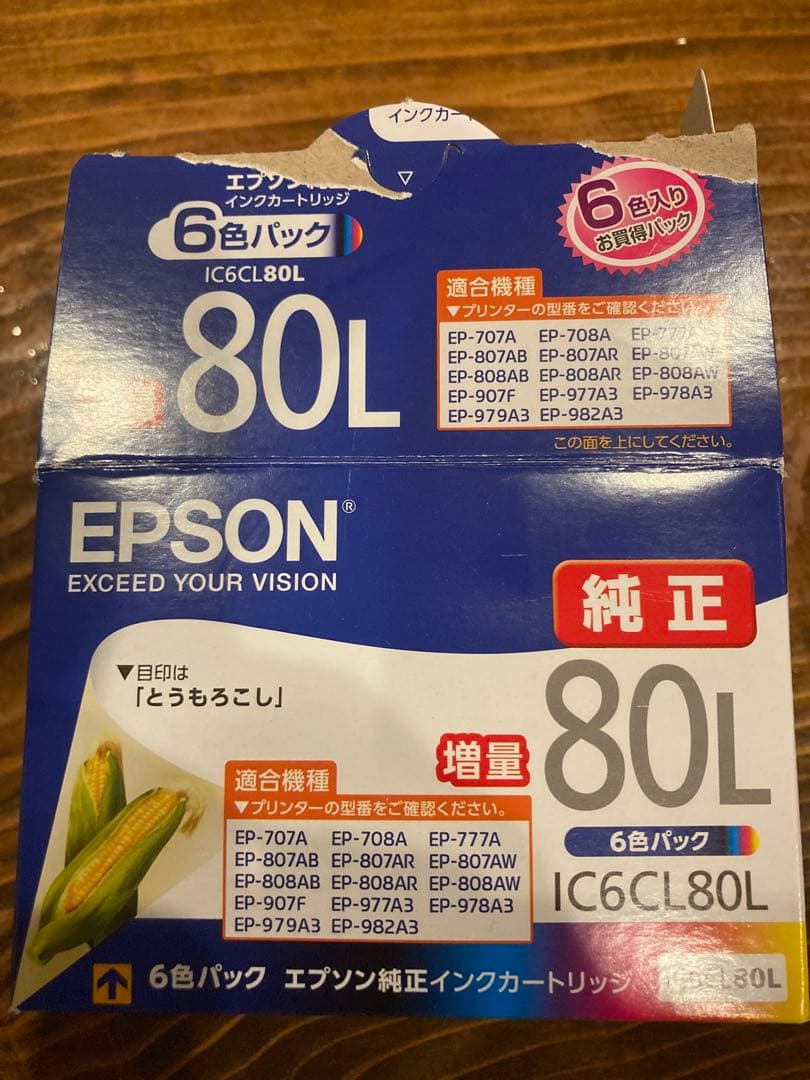 インクカー
▽
エプソン
インクカートリッジ
6色パック
IC6CL80L
80L
6色入り
お買得パック
適合機種
▼プリンターの型番をご確認ください。
EP-707A EP-708A EP-777A
EP-807AB EP-807AR EP-807AW
EP-808AB EP-808AR EP-808AW
EP-907F EP-977A3 EP-978A3
EP-979A3 EP-982A3
この面を上にしてください。
EPSON®
EXCEED YOUR VISION
純正
▼目印は
「とうもろこし」
増量
80L
6色パック
IC6CL80L
適合機種
▼プリンターの型番をご確認ください。
EP-707A EP-708A EP-777A
EP-807AB EP-807AR EP-807AW
EP-808AB EP-808AR EP-808AW
EP-907F EP-977A3 EP-978A3
EP-979A3 EP-982A3
6色パック エプソン純正インクカートリッジ IC6CL80L